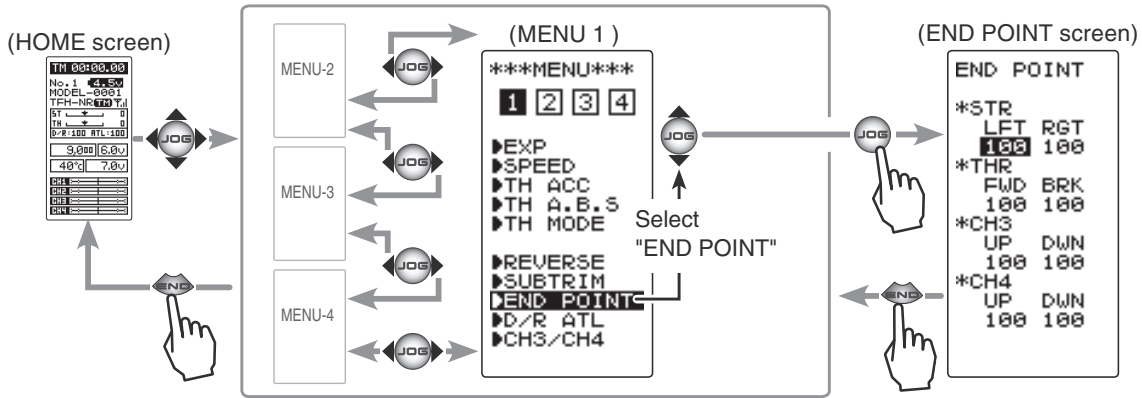 (HOME screen)
TM 00:00.00
No.1 4.5v
MODEL-0001
TFH-NR TM
ST 0
TH 0
D/R:100 ATL:100
9,000 6.0v
40℃ 7.0v
CH1
CH2
CH3
CH4
JOG
END
MENU-2
MENU-3
MENU-4
JOG
JOG
JOG
JOG
(MENU 1 )
***MENU***
1 2 3 4
EXP
SPEED
TH ACC
TH A.B.S
TH MODE
REVERSE
SUBTRIM
END POINT
D/R ATL
CH3/CH4
JOG
Select
"END POINT"
JOG
END
(END POINT screen)
END POINT
*STR
LFT RGT
100 100
*THR
FWD BRK
100 100
*CH3
UP DWN
100 100
*CH4
UP DWN
100 100